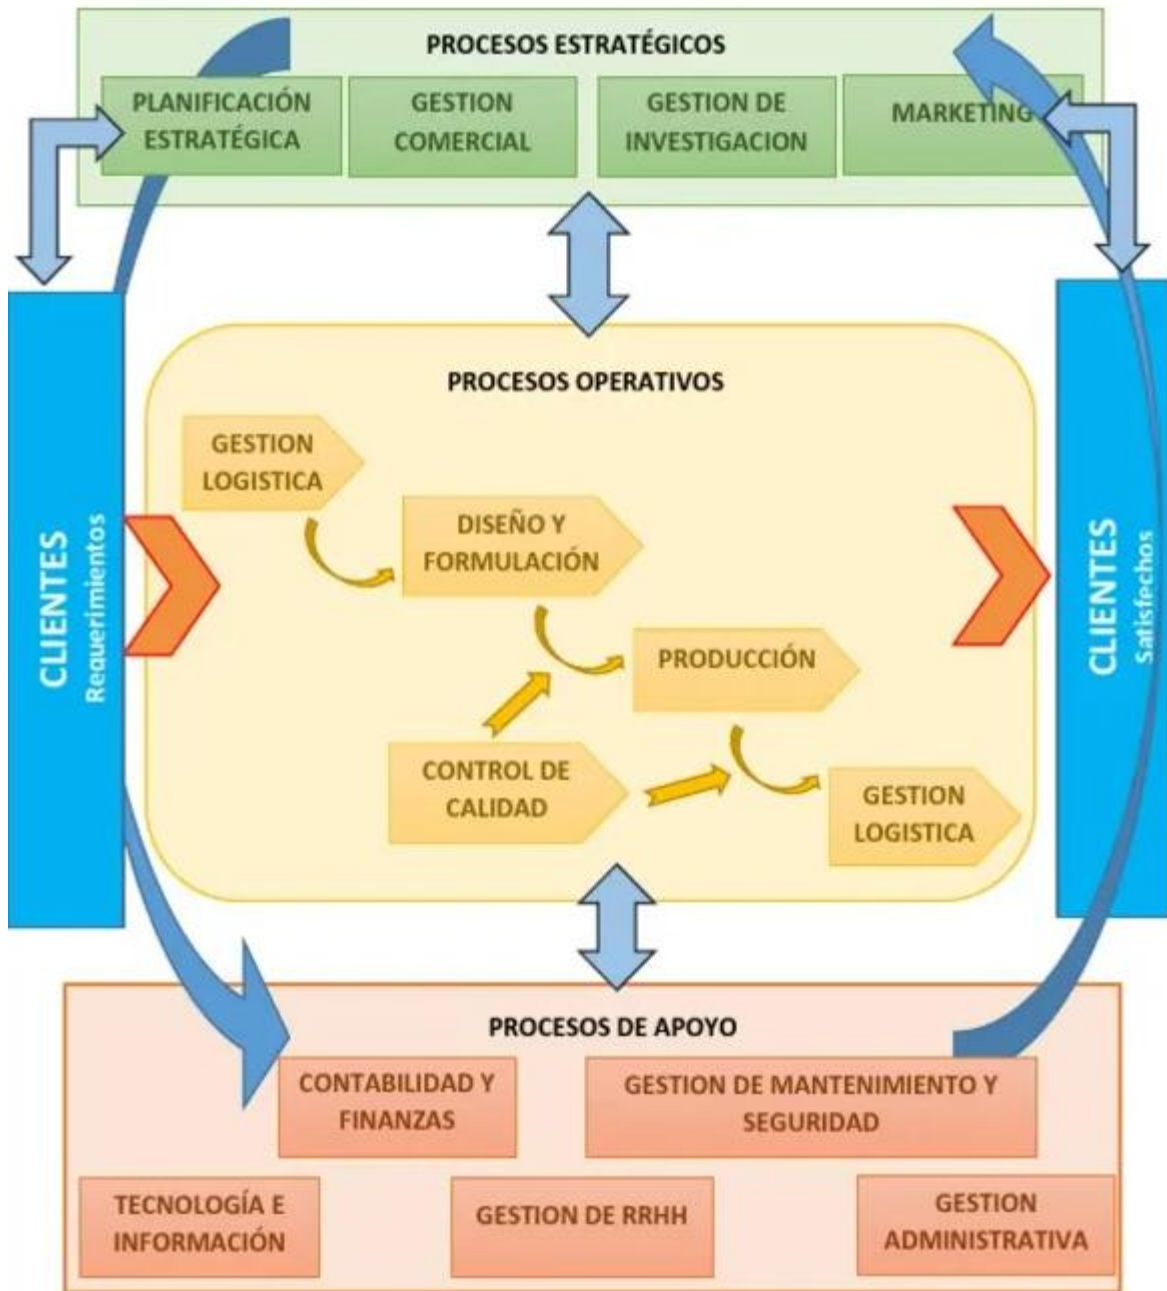 PROCESOS ESTRATÉGICOS
PLANIFICACIÓN
ESTRATÉGICA
GESTION
COMERCIAL
GESTION DE
INVESTIGACION
MARKETING
CLIENTES
Requerimientos
PROCESOS OPERATIVOS
GESTION
LOGISTICA
DISEÑO Y
FORMULACIÓN
PRODUCCIÓN
CONTROL DE
CALIDAD
GESTION
LOGISTICA
CLIENTES
Satisfechos
PROCESOS DE APOYO
CONTABILIDAD Y
FINANZAS
GESTION DE MANTENIMIENTO Y
SEGURIDAD
TECNOLOGÍA E
INFORMACIÓN
GESTION DE RRHH
GESTION
ADMINISTRATIVA